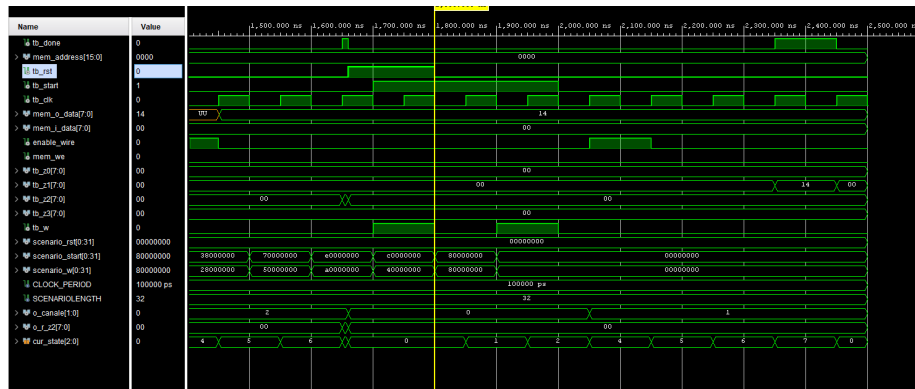 Name Value 1,500.000 ns 1,600.000 ns 1,700.000 ns 1,800.000 ns 1,900.000 ns 2,000.000 ns 2,100.000 ns 2,200.000 ns 2,300.000 ns 2,400.000 ns 2,500.000 n
tb_done 0
mem_address[15:0] 0000 0000
tb_rst 0
tb_start 1
tb_clk 0
mem_o_data[7:0] 14 UU 14
mem_i_data[7:0] 00 00
enable_wire 0
mem_we 0
tb_z0[7:0] 00 00
tb_z1[7:0] 00 00 14 00
tb_z2[7:0] 00 00 00
tb_z3[7:0] 00 00
tb_w 0
scenario_rst[0:31] 00000000 00000000
scenario_start[0:31] 80000000 38000000 70000000 e0000000 c0000000 80000000 00000000
scenario_w[0:31] 80000000 28000000 50000000 a0000000 40000000 80000000 00000000
CLOCK_PERIOD 100000 ps 100000 ps
SCENARIOLENGTH 32 32
o_canale[1:0] 0 2 0 1
o_r_z2[7:0] 00 00 00
cur_state[2:0] 0 4 5 6 0 1 2 4 5 6 7 0